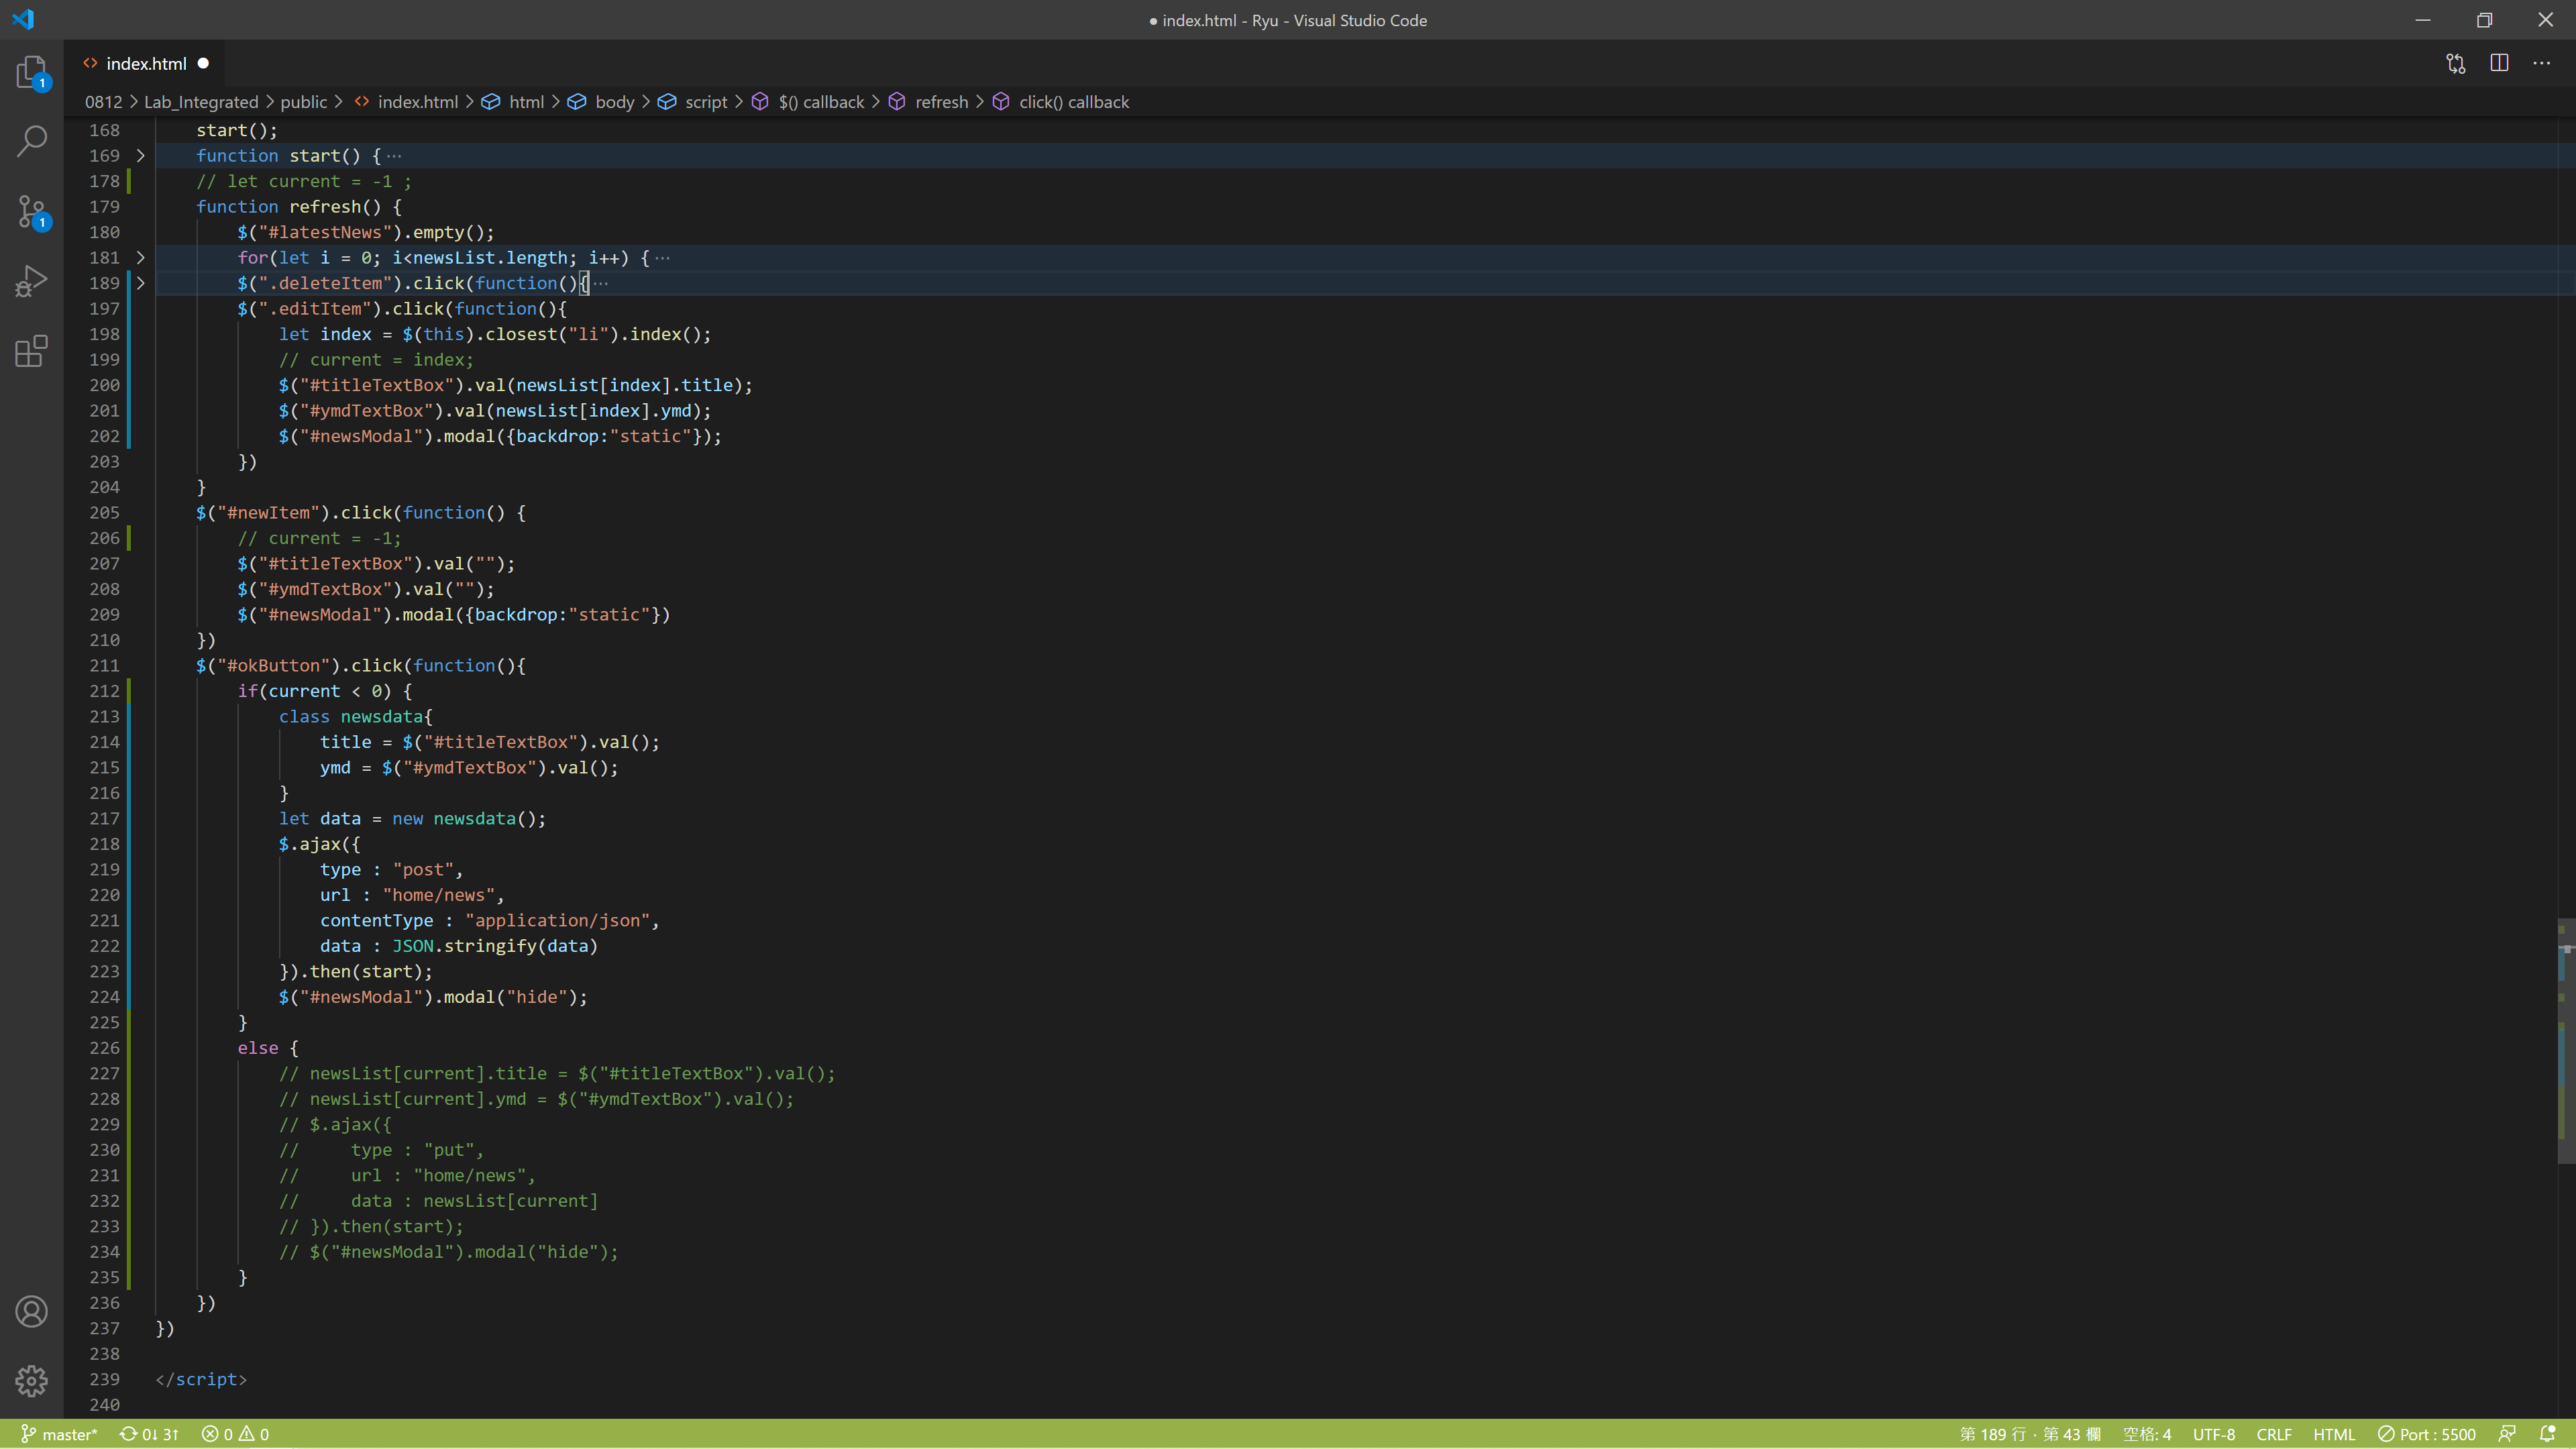 ● index.html - Ryu - Visual Studio Code
index.html ●
0812 > Lab_Integrated > public > index.html > html > body > script > $() callback > refresh > click() callback
1
1
168 start();
169 function start() { ···
178 // let current = -1 ;
179 function refresh() {
180 $("#latestNews").empty();
181 for(let i = 0; i<newsList.length; i++) { ···
189 $(".deleteItem").click(function(){ ···
197 $(".editItem").click(function(){
198 let index = $(this).closest("li").index();
199 // current = index;
200 $("#titleTextBox").val(newsList[index].title);
201 $("#ymdTextBox").val(newsList[index].ymd);
202 $("#newsModal").modal({backdrop:"static"});
203 })
204 }
205 $("#newItem").click(function() {
206 // current = -1;
207 $("#titleTextBox").val("");
208 $("#ymdTextBox").val("");
209 $("#newsModal").modal({backdrop:"static"})
210 })
211 $("#okButton").click(function(){
212 if(current < 0) {
213 class newsdata{
214 title = $("#titleTextBox").val();
215 ymd = $("#ymdTextBox").val();
216 }
217 let data = new newsdata();
218 $.ajax({
219 type : "post",
220 url : "home/news",
221 contentType : "application/json",
222 data : JSON.stringify(data)
223 }).then(start);
224 $("#newsModal").modal("hide");
225 }
226 else {
227 // newsList[current].title = $("#titleTextBox").val();
228 // newsList[current].ymd = $("#ymdTextBox").val();
229 // $.ajax({
230 // type : "put",
231 // url : "home/news",
232 // data : newsList[current]
233 // }).then(start);
234 // $("#newsModal").modal("hide");
235 }
236 })
237 })
238
239 </script>
240
master* 0↓ 3↑ 0 0 第 189 行 · 第 43 欄 空格: 4 UTF-8 CRLF HTML Port : 5500